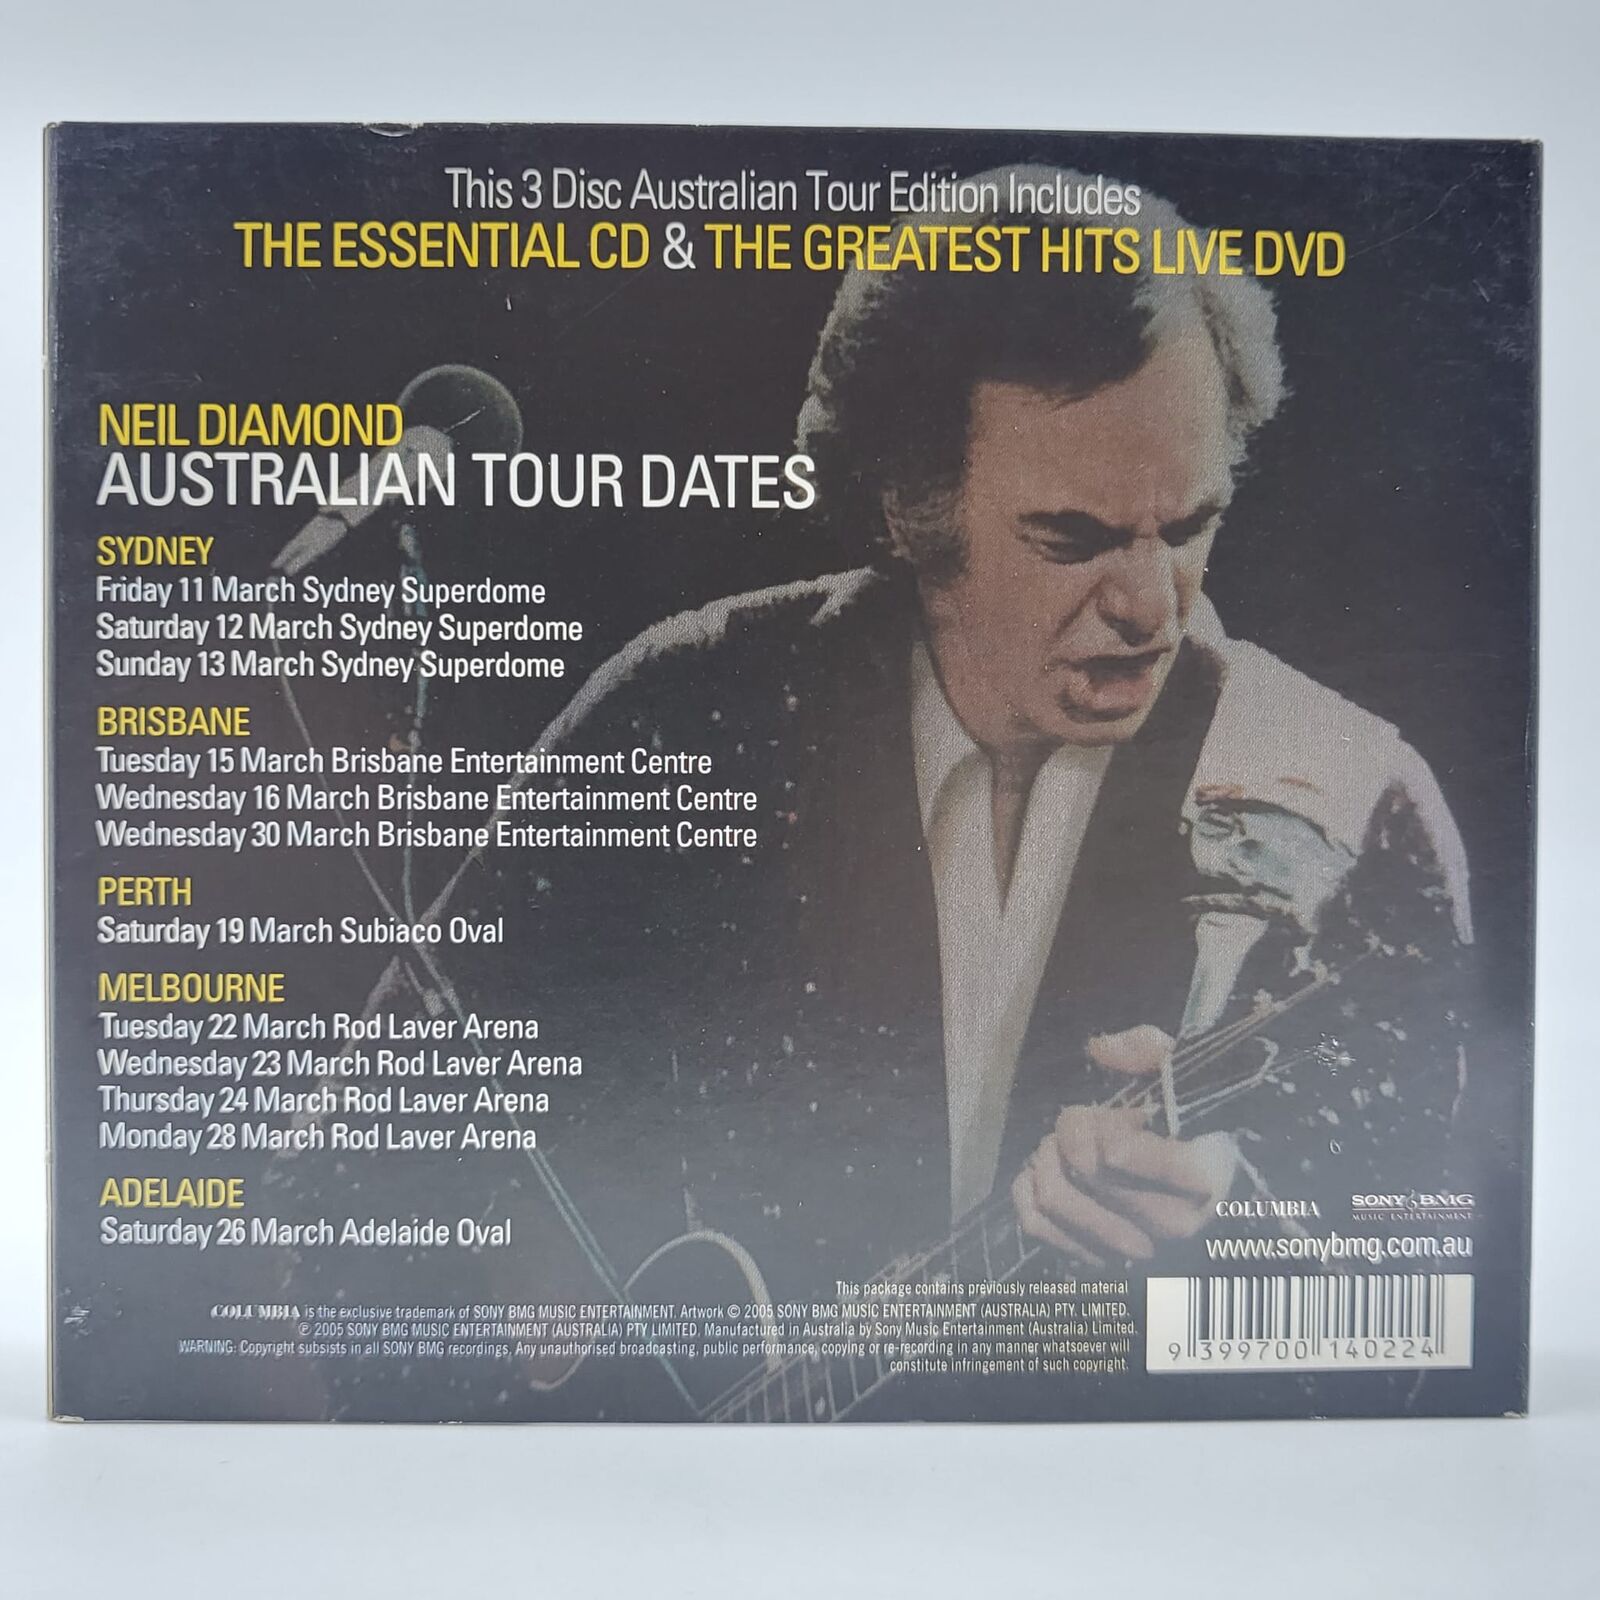 This 3 Disc Australian Tour Edition Includes
THE ESSENTIAL CD & THE GREATEST HITS LIVE DVD
NEIL DIAMOND
AUSTRALIAN TOUR DATES
SYDNEY
Friday 11 March Sydney Superdome
Saturday 12 March Sydney Superdome
Sunday 13 March Sydney Superdome
BRISBANE
Tuesday 15 March Brisbane Entertainment Centre
Wednesday 16 March Brisbane Entertainment Centre
Wednesday 30 March Brisbane Entertainment Centre
PERTH
Saturday 19 March Subiaco Oval
MELBOURNE
Tuesday 22 March Rod Laver Arena
Wednesday 23 March Rod Laver Arena
Thursday 24 March Rod Laver Arena
Monday 28 March Rod Laver Arena
ADELAIDE
Saturday 26 March Adelaide Oval
COLUMBIA
SONY BMG
MUSIC ENTERTAINMENT
www.sonybmg.com.au
This package contains previously released material
COLUMBIA is the exclusive trademark of SONY BMG MUSIC ENTERTAINMENT. Artwork © 2005 SONY BMG MUSIC ENTERTAINMENT (AUSTRALIA) PTY. LIMITED.
℗ 2005 SONY BMG MUSIC ENTERTAINMENT (AUSTRALIA) PTY LIMITED. Manufactured in Australia by Sony Music Entertainment (Australia) Limited.
WARNING: Copyright subsists in all SONY BMG recordings. Any unauthorised broadcasting, public performance, copying or re-recording in any manner whatsoever will
constitute infringement of such copyright.
9 399700 140224